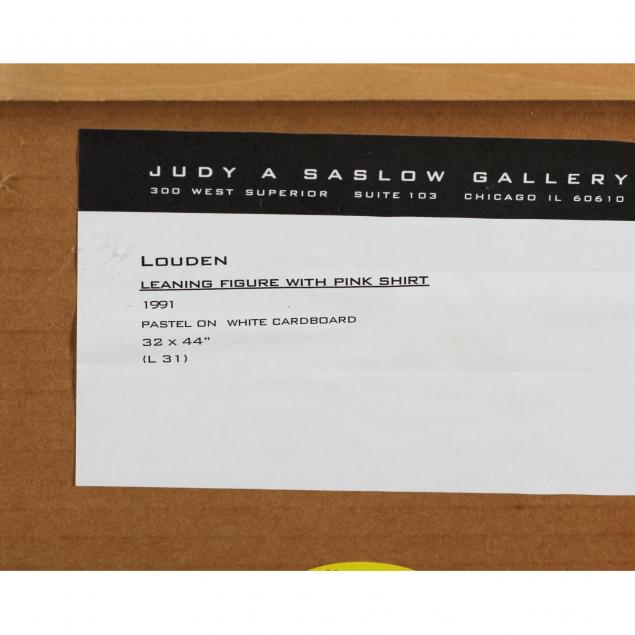 JUDY A SASLOW GALLERY
300 WEST SUPERIOR SUITE 103 CHICAGO IL 60610
LOUDEN
LEANING FIGURE WITH PINK SHIRT
1991
PASTEL ON WHITE CARDBOARD
32 x 44"
(L 31)